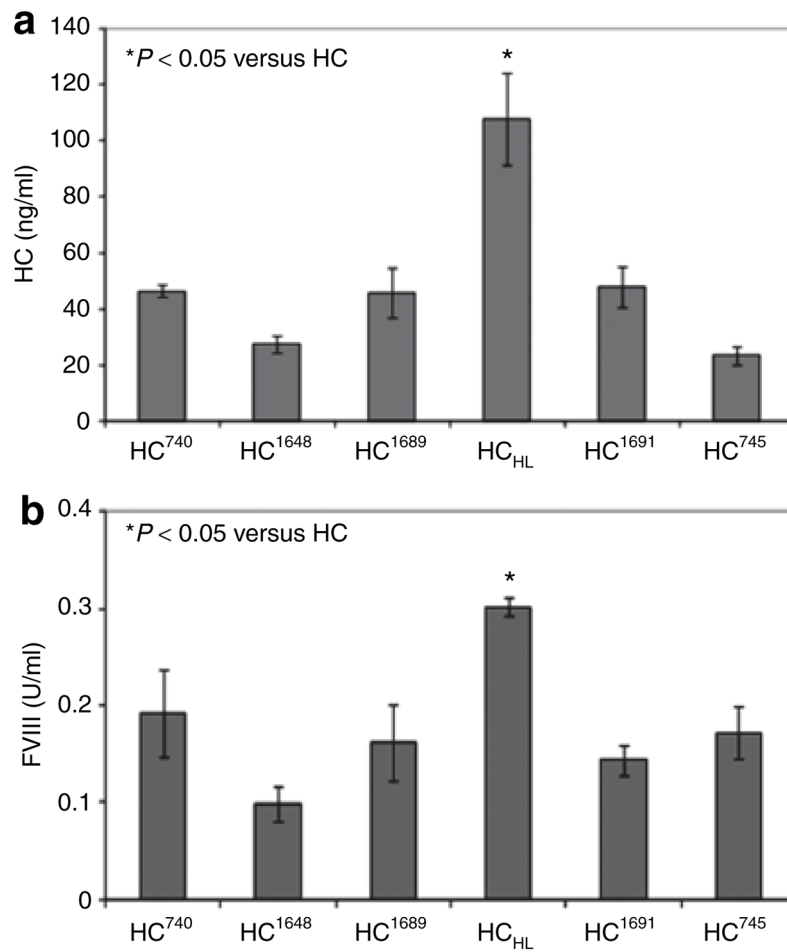 a
*P < 0.05 versus HC
HC (ng/ml)
140
120
100
80
60
40
20
0
HC740 HC1648 HC1689 HCHL HC1691 HC745
b
*P < 0.05 versus HC
FVIII (U/ml)
0.4
0.3
0.2
0.1
0
HC740 HC1648 HC1689 HCHL HC1691 HC745
*
*